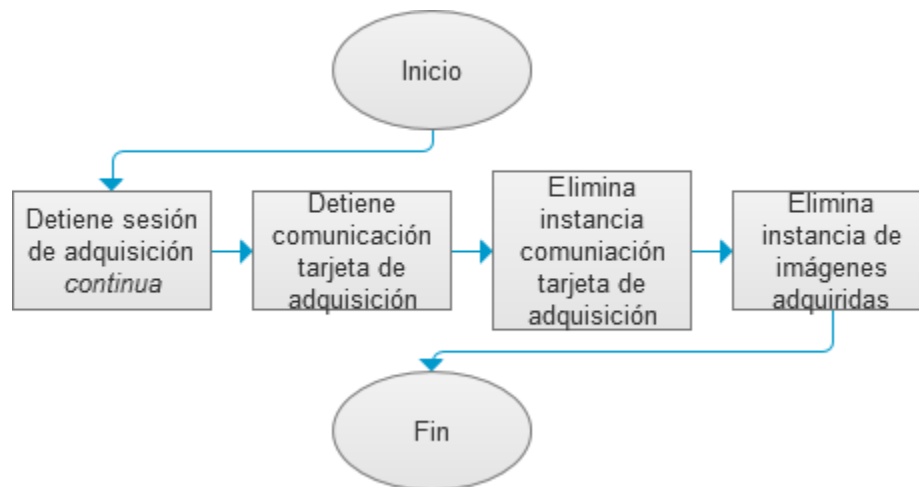 Inicio
Detiene sesión
de adquisición
continua
Detiene
comunicación
tarjeta de
adquisición
Elimina
instancia
comuniación
tarjeta de
adquisición
Elimina
instancia de
imágenes
adquiridas
Fin